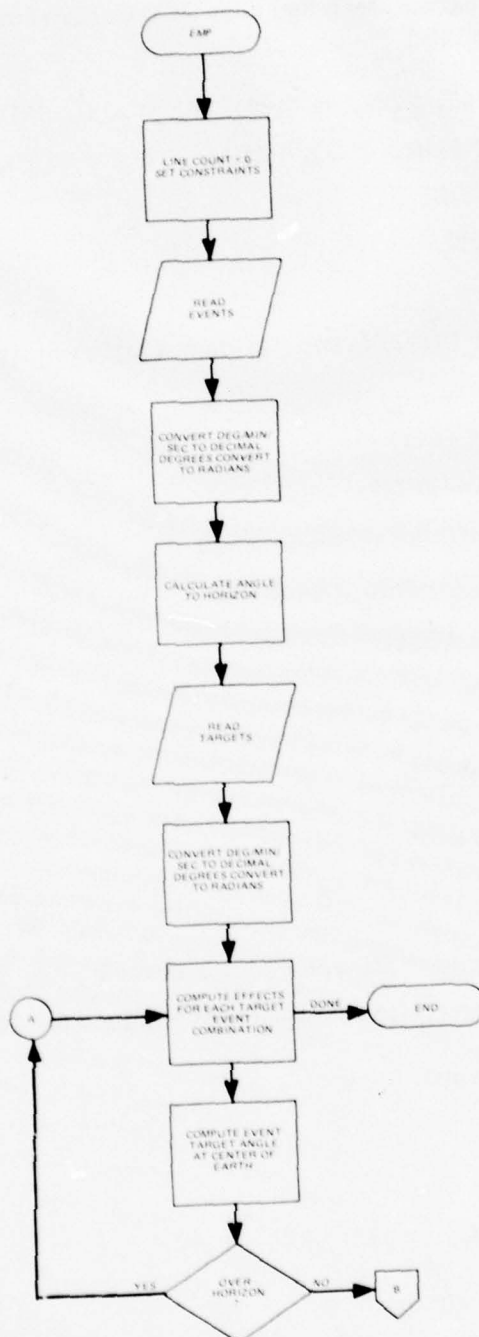 EMP
LINE COUNT = 0
SET CONSTRAINTS
READ
EVENTS
CONVERT DEG/MIN/
SEC TO DECIMAL
DEGREES CONVERT
TO RADIANS
CALCULATE ANGLE
TO HORIZON
READ
TARGETS
CONVERT DEG/MIN/
SEC TO DECIMAL
DEGREES CONVERT
TO RADIANS
A
COMPUTE EFFECTS
FOR EACH TARGET
EVENT
COMBINATION
DONE
END
COMPUTE EVENT
TARGET ANGLE
AT CENTER OF
EARTH
YES
OVER
HORIZON
NO
B